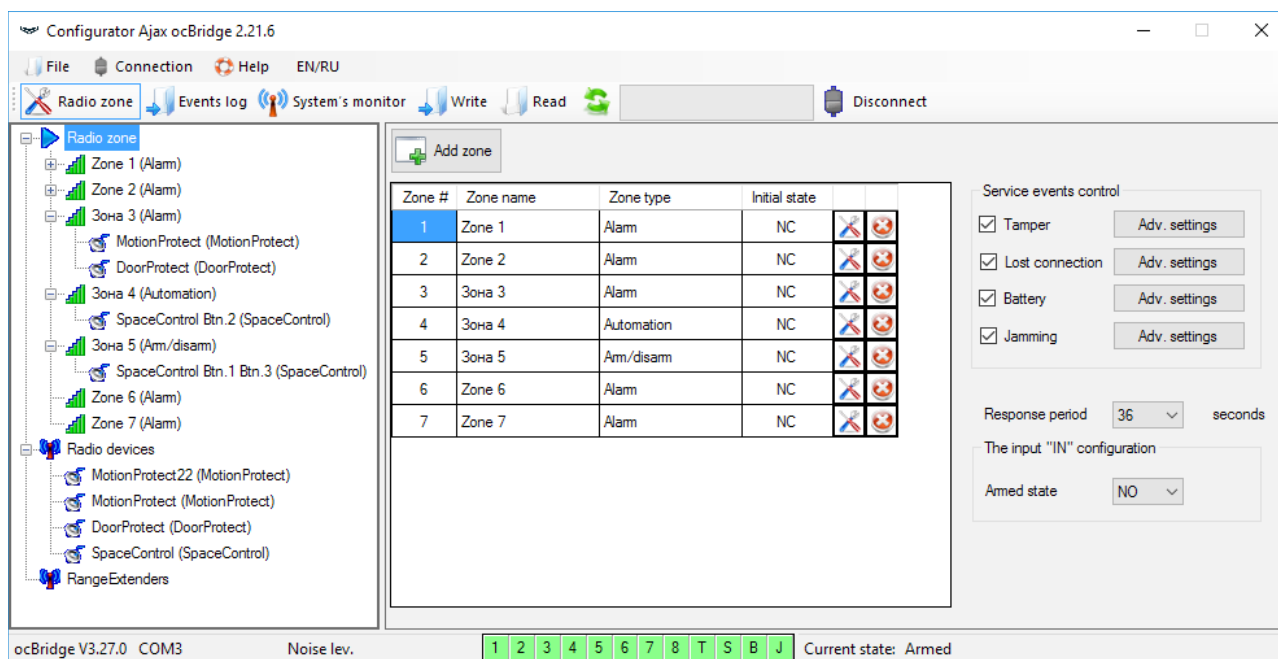 Configurator Ajax ocBridge 2.21.6
File Connection Help EN/RU
Radio zone Events log System's monitor Write Read Disconnect
Radio zone
Zone 1 (Alarm)
Zone 2 (Alarm)
Зона 3 (Alarm)
MotionProtect (MotionProtect)
DoorProtect (DoorProtect)
Зона 4 (Automation)
SpaceControl Btn.2 (SpaceControl)
Зона 5 (Arm/disarm)
SpaceControl Btn.1 Btn.3 (SpaceControl)
Zone 6 (Alarm)
Zone 7 (Alarm)
Radio devices
MotionProtect22 (MotionProtect)
MotionProtect (MotionProtect)
DoorProtect (DoorProtect)
SpaceControl (SpaceControl)
RangeExtenders
Add zone
Zone # Zone name Zone type Initial state
1 Zone 1 Alarm NC
2 Zone 2 Alarm NC
3 Зона 3 Alarm NC
4 Зона 4 Automation NC
5 Зона 5 Arm/disarm NC
6 Zone 6 Alarm NC
7 Zone 7 Alarm NC
Service events control
Tamper Adv. settings
Lost connection Adv. settings
Battery Adv. settings
Jamming Adv. settings
Response period 36 seconds
The input "IN" configuration
Armed state NO
ocBridge V3.27.0 COM3 Noise lev. 1 2 3 4 5 6 7 8 T S B J Current state: Armed